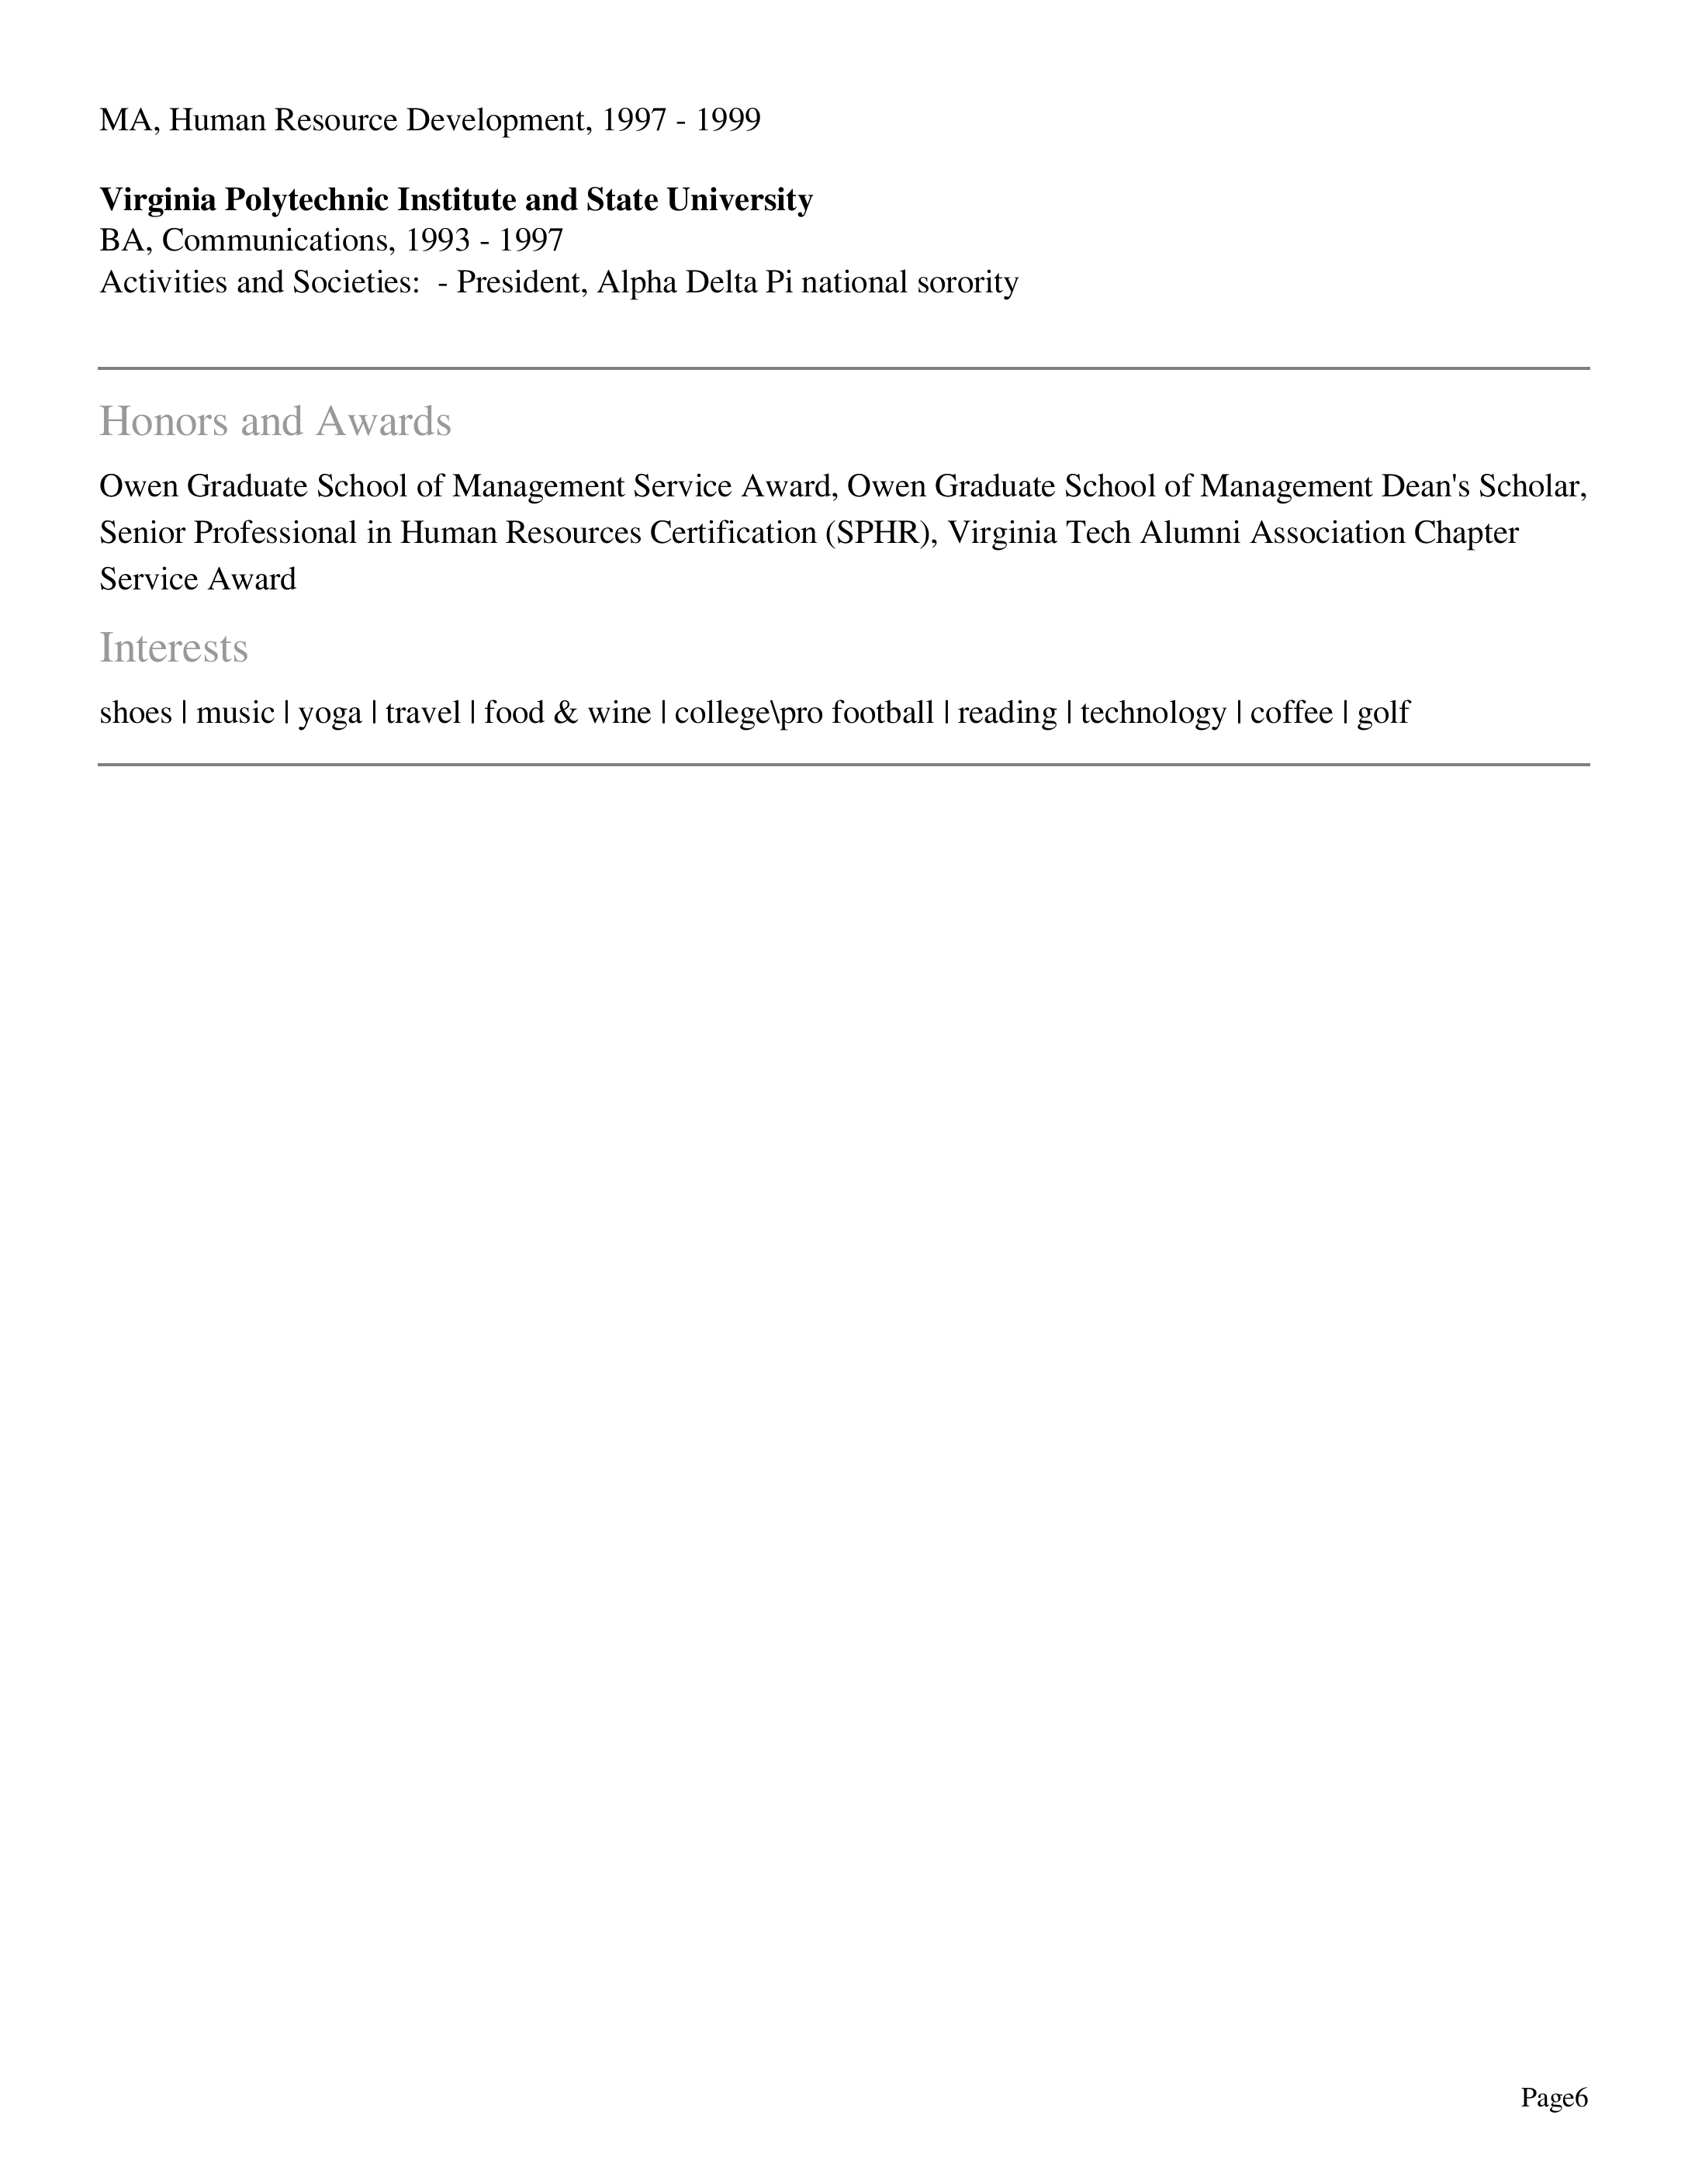 MA, Human Resource Development, 1997 - 1999
Virginia Polytechnic Institute and State University
BA, Communications, 1993 - 1997
Activities and Societies:  - President, Alpha Delta Pi national sorority
Honors and Awards
Owen Graduate School of Management Service Award, Owen Graduate School of Management Dean's Scholar,
Senior Professional in Human Resources Certification (SPHR), Virginia Tech Alumni Association Chapter
Service Award
Interests
shoes | music | yoga | travel | food & wine | college\pro football | reading | technology | coffee | golf
Page6